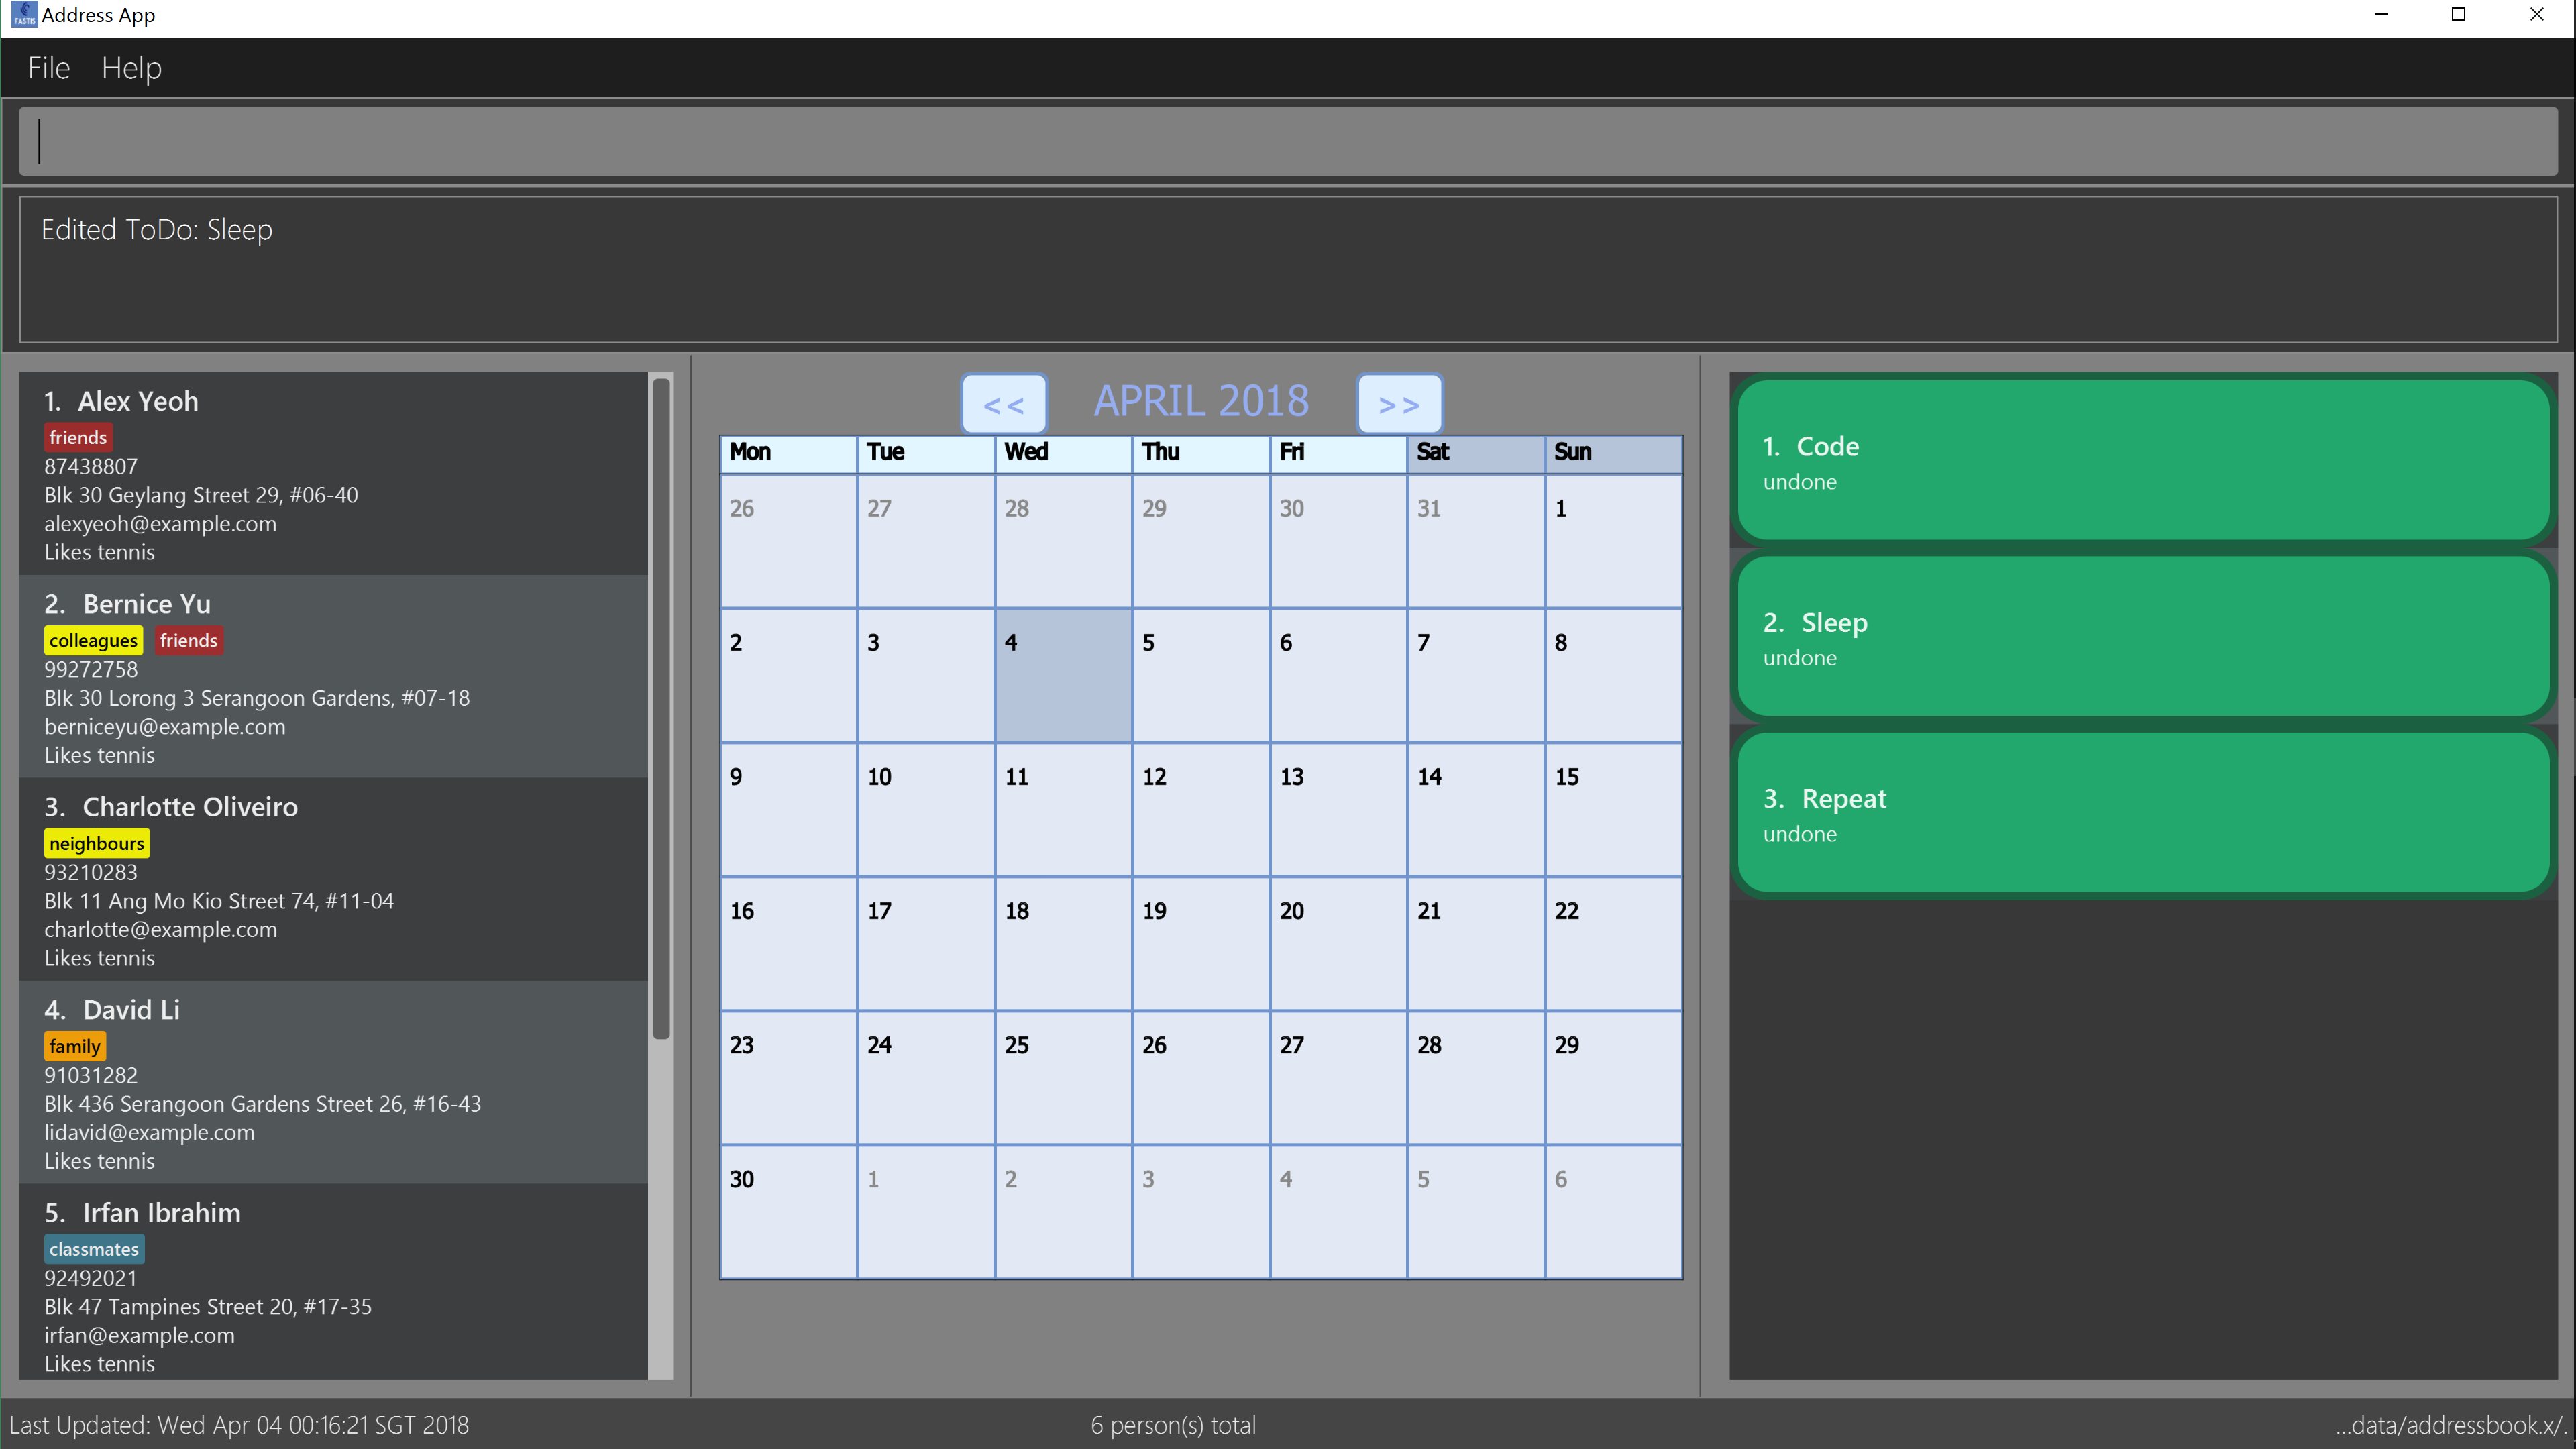 FASTIS
Address App
File Help
Edited ToDo: Sleep
1. Alex Yeoh
friends
87438807
Blk 30 Geylang Street 29, #06-40
alexyeoh@example.com
Likes tennis
2. Bernice Yu
colleagues friends
99272758
Blk 30 Lorong 3 Serangoon Gardens, #07-18
berniceyu@example.com
Likes tennis
3. Charlotte Oliveiro
neighbours
93210283
Blk 11 Ang Mo Kio Street 74, #11-04
charlotte@example.com
Likes tennis
4. David Li
family
91031282
Blk 436 Serangoon Gardens Street 26, #16-43
lidavid@example.com
Likes tennis
5. Irfan Ibrahim
classmates
92492021
Blk 47 Tampines Street 20, #17-35
irfan@example.com
Likes tennis
<< APRIL 2018 >>
Mon Tue Wed Thu Fri Sat Sun
26 27 28 29 30 31 1
2 3 4 5 6 7 8
9 10 11 12 13 14 15
16 17 18 19 20 21 22
23 24 25 26 27 28 29
30 1 2 3 4 5 6
1. Code
undone
2. Sleep
undone
3. Repeat
undone
Last Updated: Wed Apr 04 00:16:21 SGT 2018
6 person(s) total
...data/addressbook.x/.